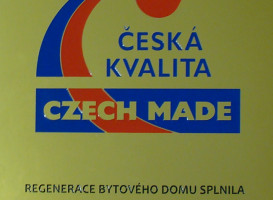 ČESKÁ
KVALITA
CZECH MADE
REGENERACE BYTOVÉHO DOMU SPLNILA